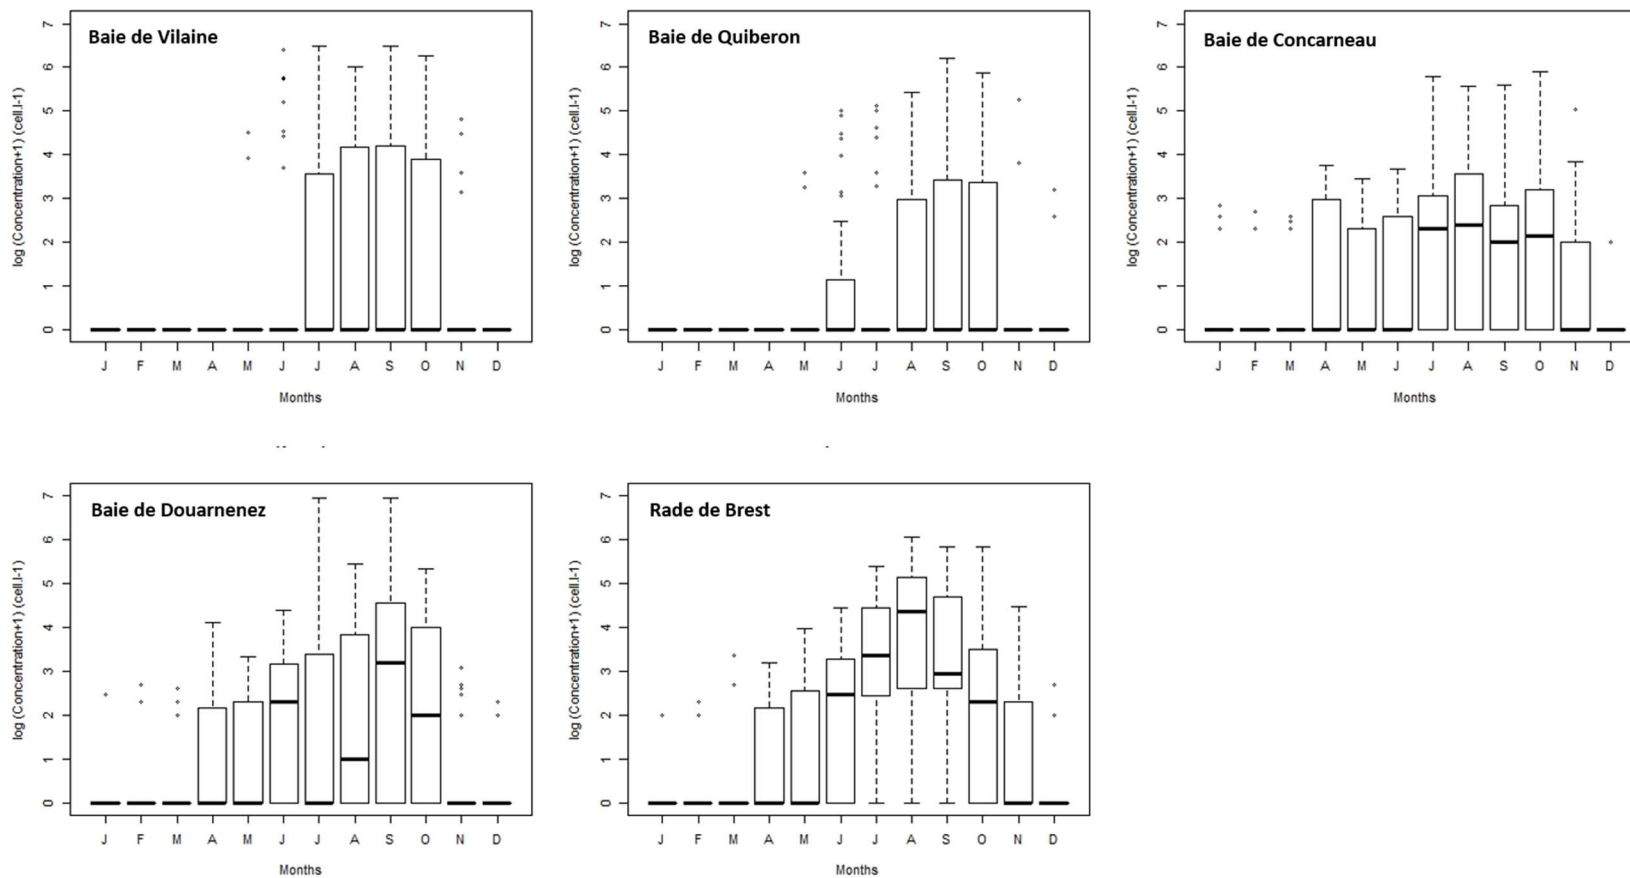 Baie de Vilaine
log (Concentration+1) (cell.l-1)
7
6
5
4
3
2
1
0
J F M A M J J A S O N D
Months
Baie de Quiberon
log (Concentration+1) (cell.l-1)
7
6
5
4
3
2
1
0
J F M A M J J A S O N D
Months
Baie de Concarneau
log (Concentration+1) (cell.l-1)
7
6
5
4
3
2
1
0
J F M A M J J A S O N D
Months
Baie de Douarnenez
log (Concentration+1) (cell.l-1)
7
6
5
4
3
2
1
0
J F M A M J J A S O N D
Months
Rade de Brest
log (Concentration+1) (cell.l-1)
7
6
5
4
3
2
1
0
J F M A M J J A S O N D
Months